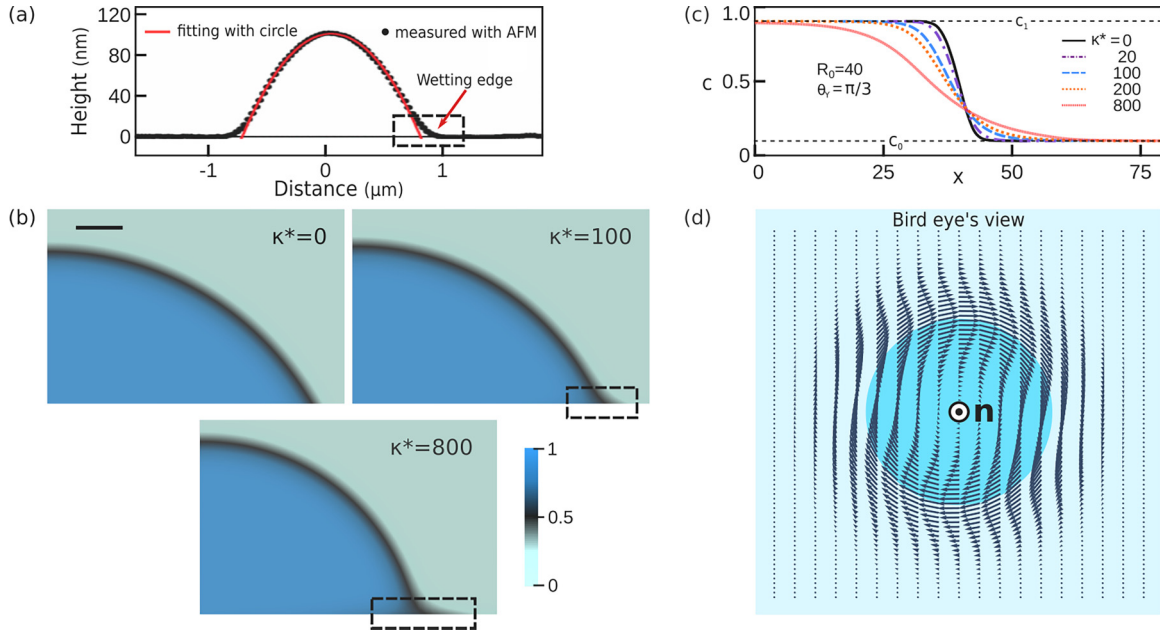 (a)
fitting with circle
measured with AFM
Height (nm)
120
80
40
0
Wetting edge
-1
0
1
Distance (μm)
(b)
κ*=0
κ*=100
κ*=800
1
0.5
0
(c)
1.0
0.5
0
c
C₁
C₀
R₀=40
θᵧ=π/3
κ*=0
20
100
200
800
0
25
50
75
x
(d)
Bird eye's view
n